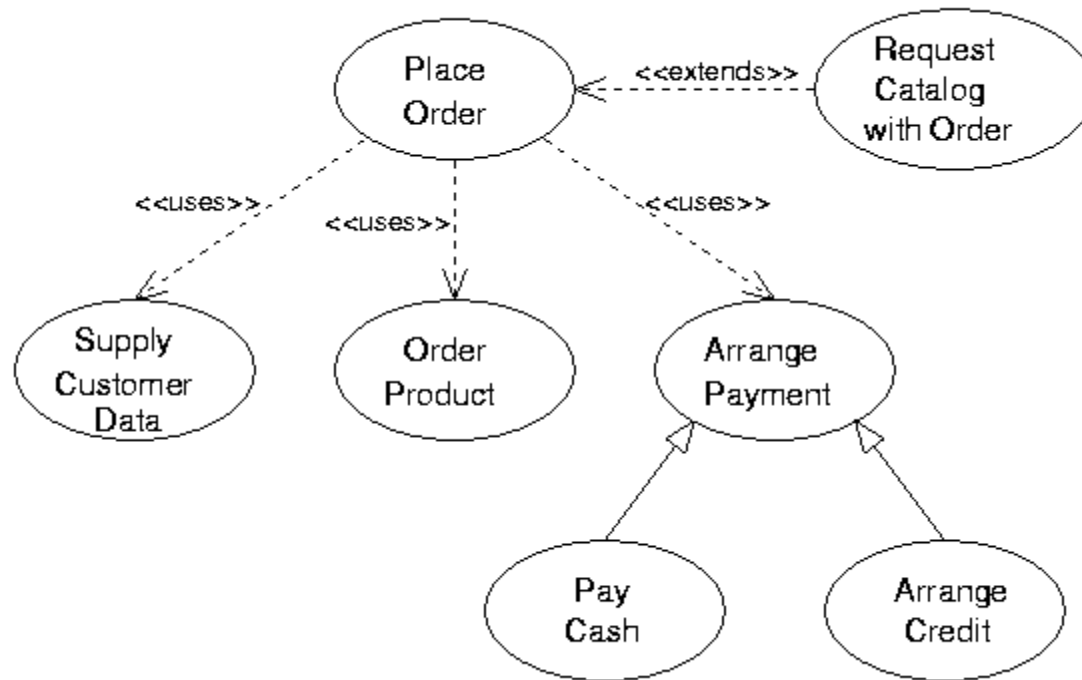 Place
Order
<<extends>>
Request
Catalog
with Order
<<uses>>
<<uses>>
<<uses>>
Supply
Customer
Data
Order
Product
Arrange
Payment
Pay
Cash
Arrange
Credit